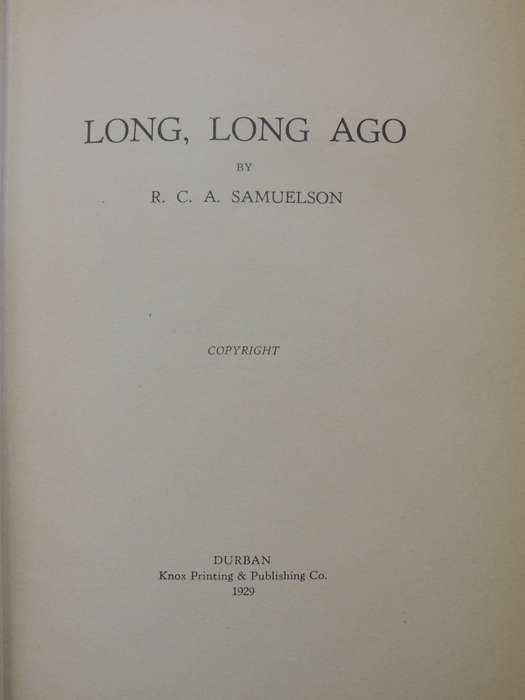 LONG, LONG AGO
BY
R. C. A. SAMUELSON
COPYRIGHT
DURBAN
Knox Printing & Publishing Co.
1929